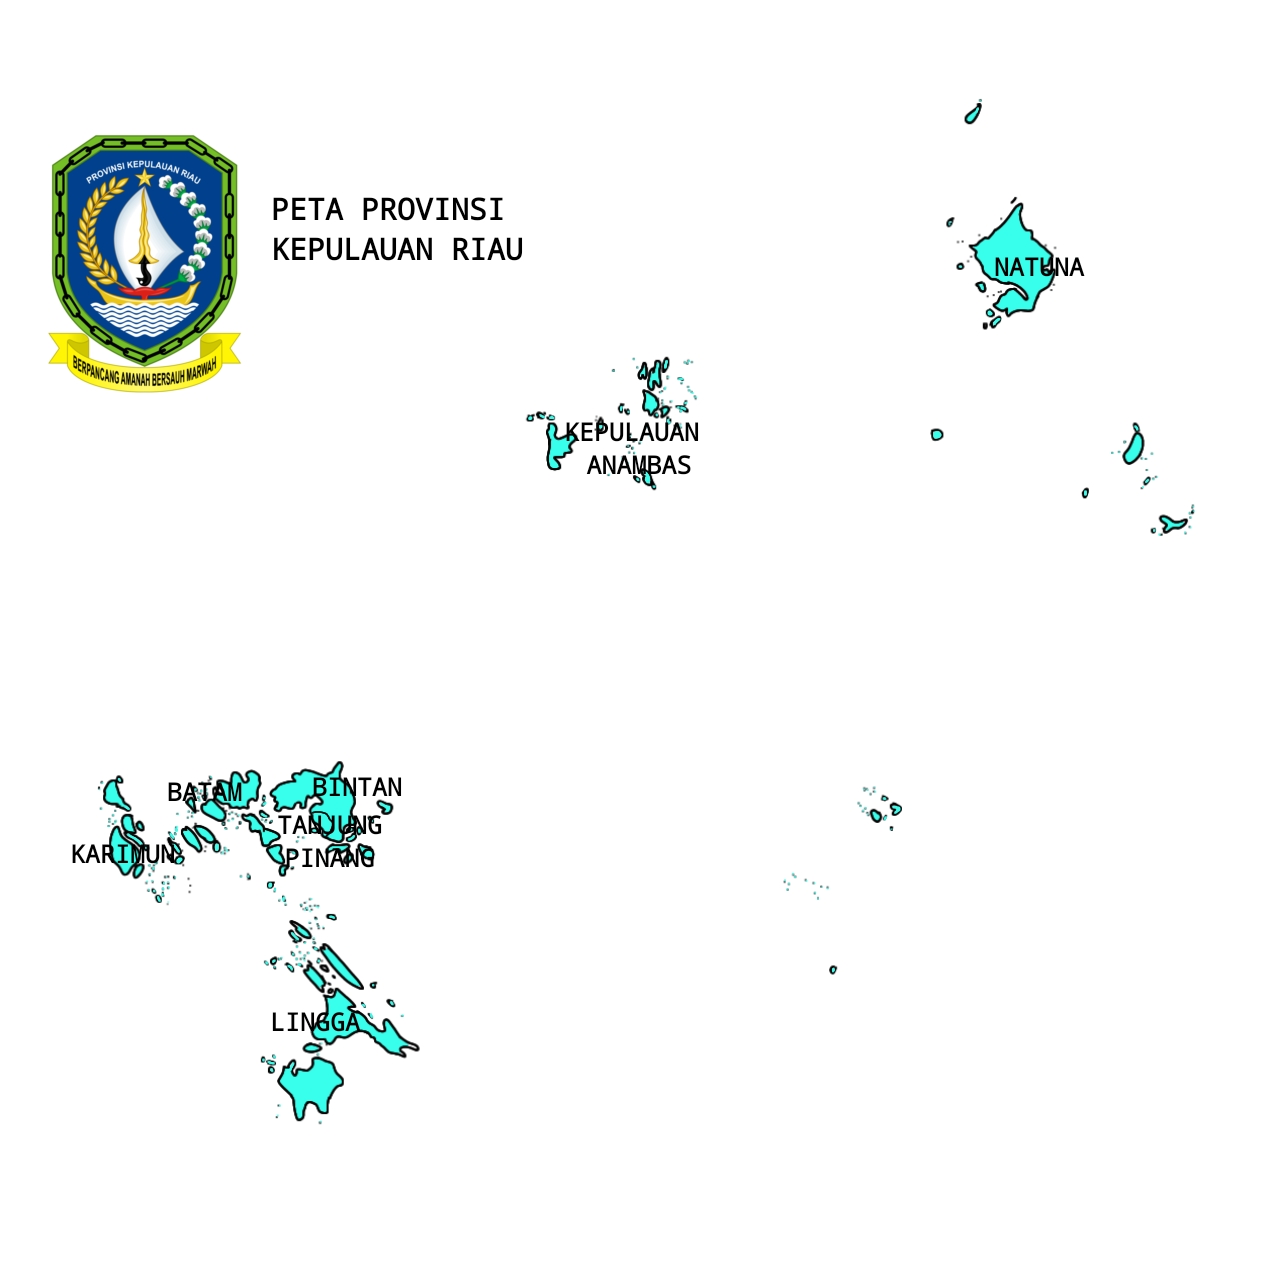 PROVINSI KEPULAUAN RIAU
BERPANCANG AMANAH BERSAUH MARWAH
PETA PROVINSI
KEPULAUAN RIAU
NATUNA
KEPULAUAN
ANAMBAS
BATAM
BINTAN
TANJUNG
PINANG
KARIMUN
LINGGA